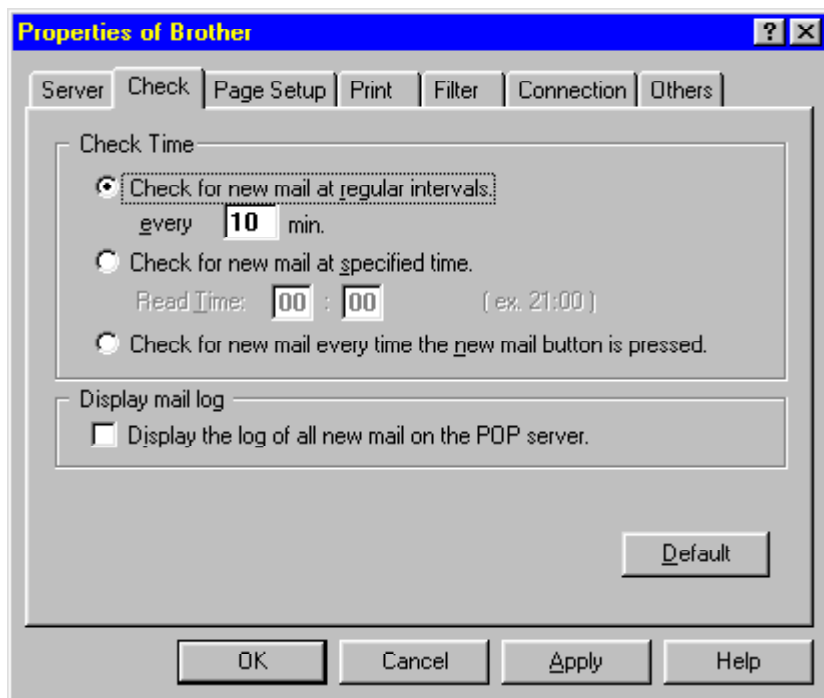 Properties of Brother
Server Check Page Setup Print Filter Connection Others
Check Time
Check for new mail at regular intervals.
every 10 min.
Check for new mail at specified time.
Read Time: 00 : 00 ( ex. 21:00 )
Check for new mail every time the new mail button is pressed.
Display mail log
Display the log of all new mail on the POP server.
Default
OK Cancel Apply Help